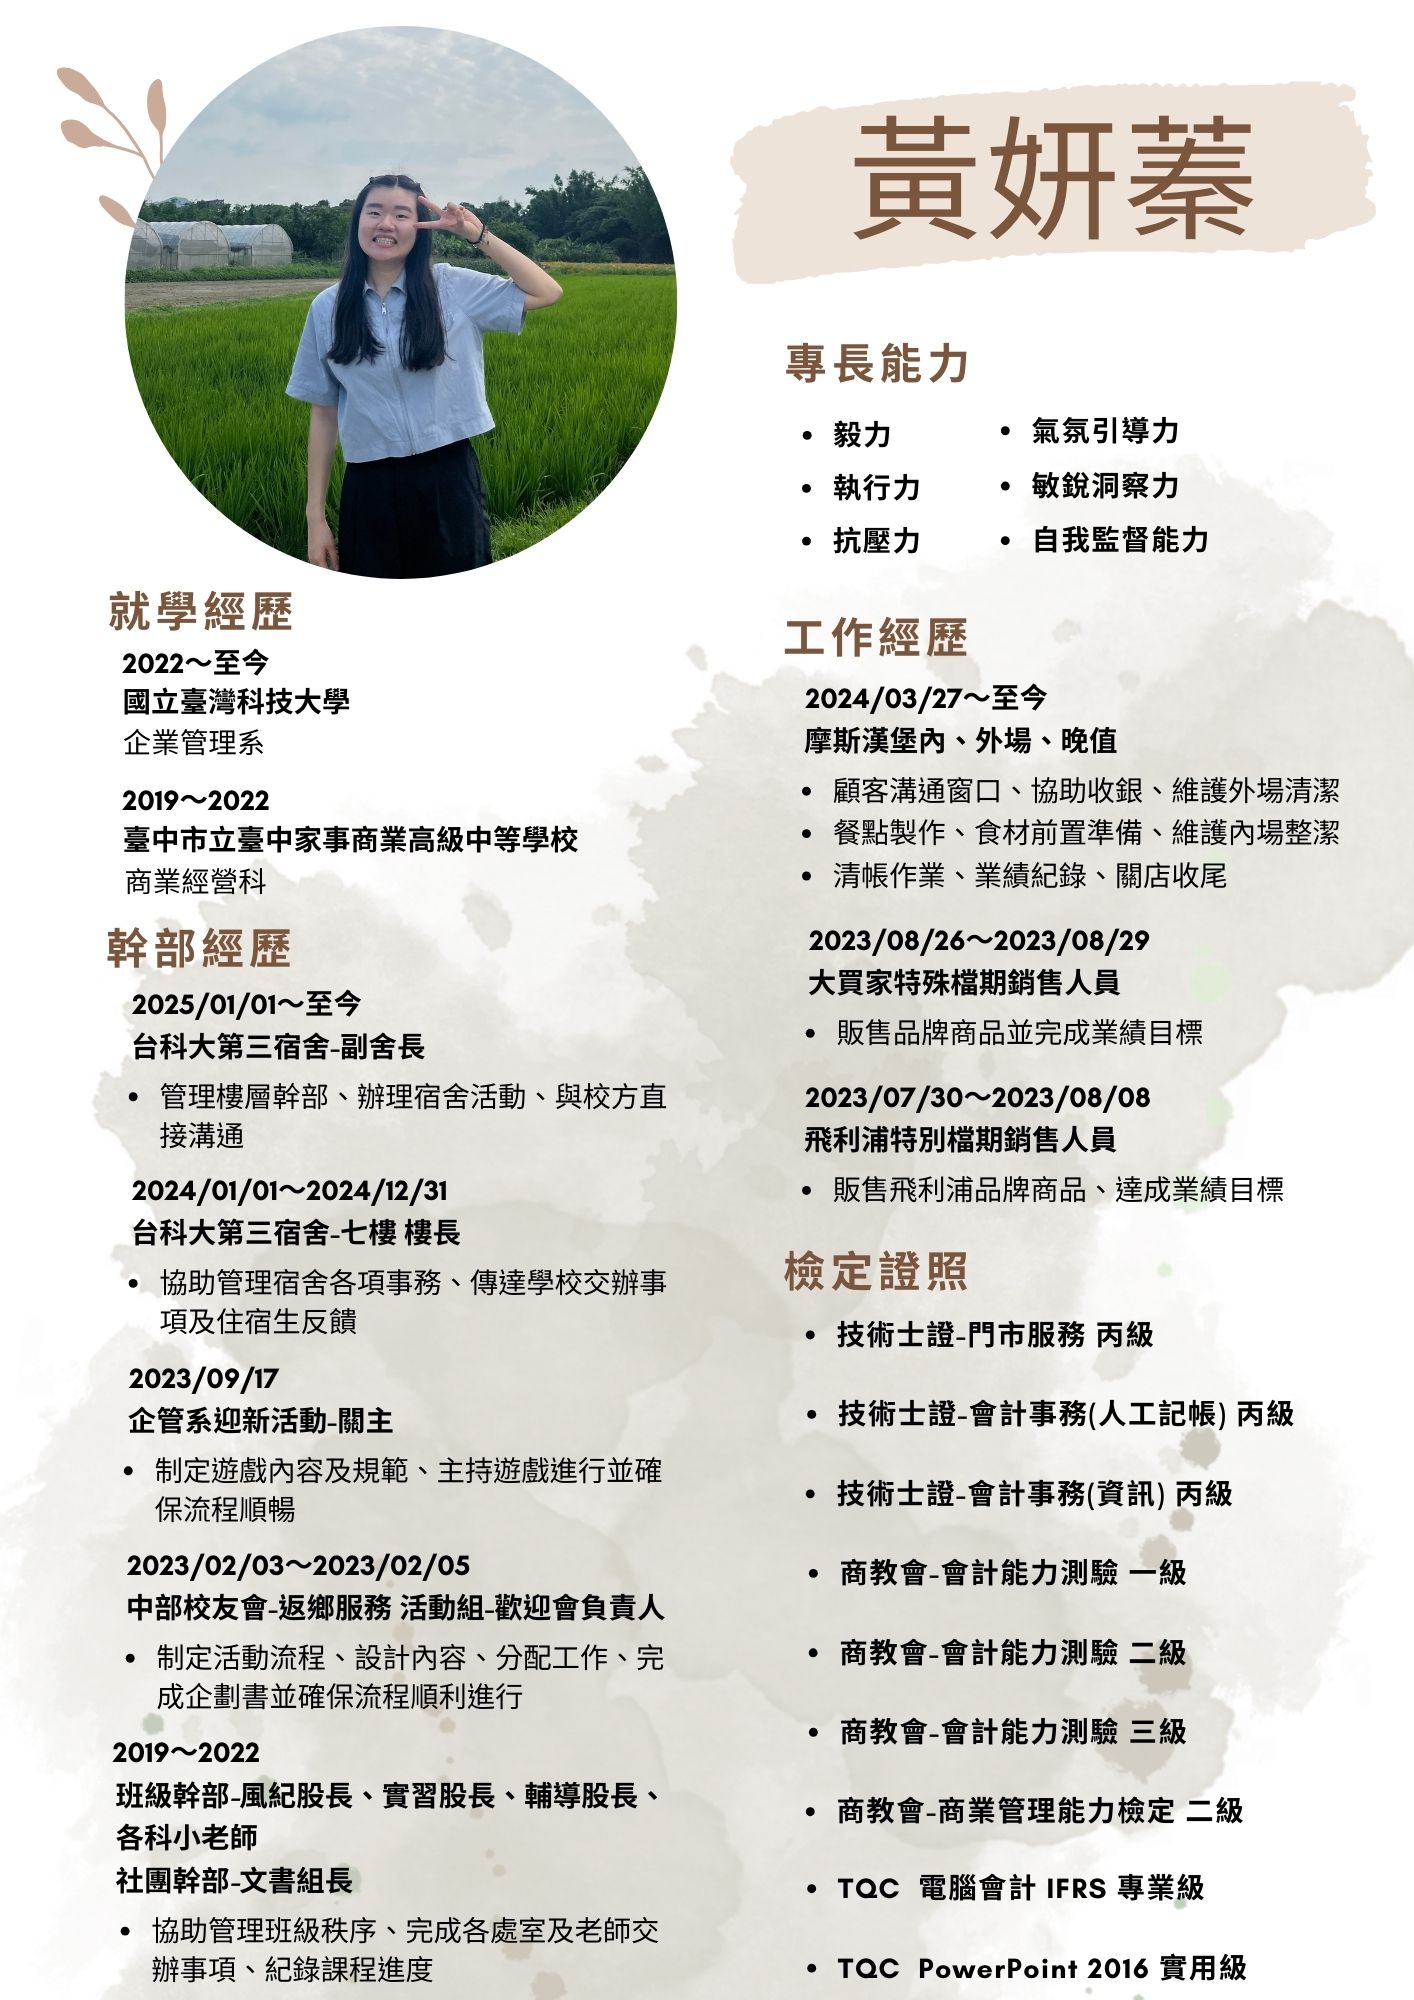 黃妍蓁
專長能力
• 毅力
• 執行力
• 抗壓力
• 氣氛引導力
• 敏銳洞察力
• 自我監督能力
就學經歷
2022～至今
國立臺灣科技大學
企業管理系
2019～2022
臺中市立臺中家事商業高級中等學校
商業經營科
幹部經歷
2025/01/01～至今
台科大第三宿舍-副舍長
• 管理樓層幹部、辦理宿舍活動、與校方直
接溝通
2024/01/01～2024/12/31
台科大第三宿舍-七樓 樓長
• 協助管理宿舍各項事務、傳達學校交辦事
項及住宿生反饋
2023/09/17
企管系迎新活動-關主
• 制定遊戲內容及規範、主持遊戲進行並確
保流程順暢
2023/02/03～2023/02/05
中部校友會-返鄉服務 活動組-歡迎會負責人
• 制定活動流程、設計內容、分配工作、完
成企劃書並確保流程順利進行
2019～2022
班級幹部-風紀股長、實習股長、輔導股長、
各科小老師
社團幹部-文書組長
• 協助管理班級秩序、完成各處室及老師交
辦事項、紀錄課程進度
工作經歷
2024/03/27～至今
摩斯漢堡內、外場、晚值
• 顧客溝通窗口、協助收銀、維護外場清潔
• 餐點製作、食材前置準備、維護內場整潔
• 清帳作業、業績紀錄、關店收尾
2023/08/26～2023/08/29
大買家特殊檔期銷售人員
• 販售品牌商品並完成業績目標
2023/07/30～2023/08/08
飛利浦特別檔期銷售人員
• 販售飛利浦品牌商品、達成業績目標
檢定證照
• 技術士證-門市服務 丙級
• 技術士證-會計事務(人工記帳) 丙級
• 技術士證-會計事務(資訊) 丙級
• 商教會-會計能力測驗 一級
• 商教會-會計能力測驗 二級
• 商教會-會計能力測驗 三級
• 商教會-商業管理能力檢定 二級
• TQC 電腦會計 IFRS 專業級
• TQC PowerPoint 2016 實用級